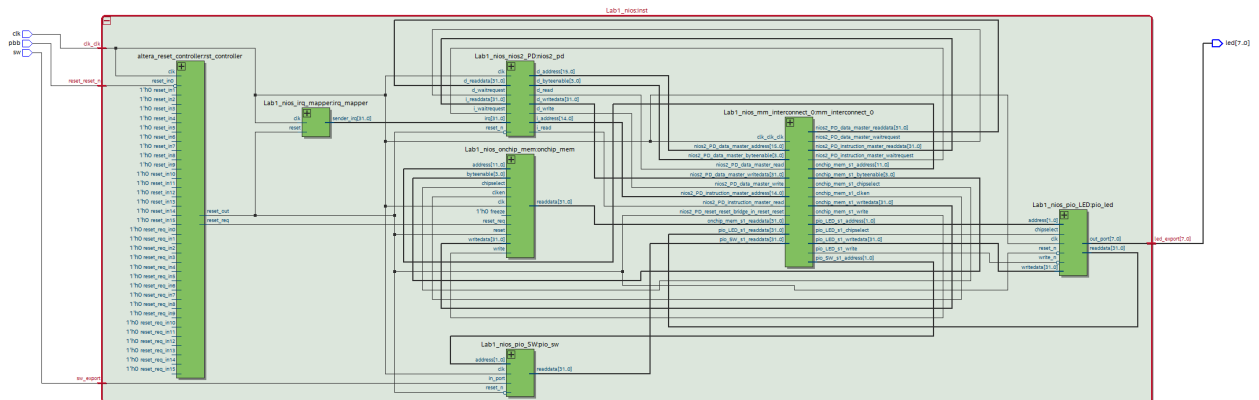 Lab1_nios:inst
clk
pbb
sw
clk_clk
reset_reset_n
sw_export
altera_reset_controller:rst_controller
clk
reset_in0
1'h0 reset_in1
1'h0 reset_in2
1'h0 reset_in3
1'h0 reset_in4
1'h0 reset_in5
1'h0 reset_in6
1'h0 reset_in7
1'h0 reset_in8
1'h0 reset_in9
1'h0 reset_in10
1'h0 reset_in11
1'h0 reset_in12
1'h0 reset_in13
1'h0 reset_in14
1'h0 reset_in15
1'h0 reset_req_in0
1'h0 reset_req_in1
1'h0 reset_req_in2
1'h0 reset_req_in3
1'h0 reset_req_in4
1'h0 reset_req_in5
1'h0 reset_req_in6
1'h0 reset_req_in7
1'h0 reset_req_in8
1'h0 reset_req_in9
1'h0 reset_req_in10
1'h0 reset_req_in11
1'h0 reset_req_in12
1'h0 reset_req_in13
1'h0 reset_req_in14
1'h0 reset_req_in15
reset_out
reset_req
Lab1_nios_irq_mapper:irq_mapper
clk
reset
sender_irq[31..0]
Lab1_nios_nios2_PD:nios2_pd
clk
d_readdata[31..0]
d_waitrequest
i_readdata[31..0]
i_waitrequest
irq[31..0]
reset_n
d_address[15..0]
d_byteenable[3..0]
d_read
d_writedata[31..0]
d_write
i_address[14..0]
i_read
Lab1_nios_onchip_mem:onchip_mem
address[11..0]
byteenable[3..0]
chipselect
clken
clk
1'h0 freeze
reset_req
reset
writedata[31..0]
write
readdata[31..0]
Lab1_nios_pio_SW:pio_sw
address[1..0]
clk
in_port
reset_n
readdata[31..0]
Lab1_nios_mm_interconnect_0:mm_interconnect_0
clk_clk_clk
nios2_PD_data_master_address[15..0]
nios2_PD_data_master_byteenable[3..0]
nios2_PD_data_master_read
nios2_PD_data_master_writedata[31..0]
nios2_PD_data_master_write
nios2_PD_instruction_master_address[14..0]
nios2_PD_instruction_master_read
nios2_PD_reset_reset_bridge_in_reset_reset
onchip_mem_s1_readdata[31..0]
pio_LED_s1_readdata[31..0]
pio_SW_s1_readdata[31..0]
nios2_PD_data_master_readdata[31..0]
nios2_PD_data_master_waitrequest
nios2_PD_instruction_master_readdata[31..0]
nios2_PD_instruction_master_waitrequest
onchip_mem_s1_address[11..0]
onchip_mem_s1_byteenable[3..0]
onchip_mem_s1_chipselect
onchip_mem_s1_clken
onchip_mem_s1_writedata[31..0]
onchip_mem_s1_write
pio_LED_s1_address[1..0]
pio_LED_s1_chipselect
pio_LED_s1_writedata[31..0]
pio_LED_s1_write
pio_SW_s1_address[1..0]
Lab1_nios_pio_LED:pio_led
address[1..0]
chipselect
clk
reset_n
write_n
writedata[31..0]
out_port[7..0]
readdata[31..0]
led_export[7..0]
led[7..0]